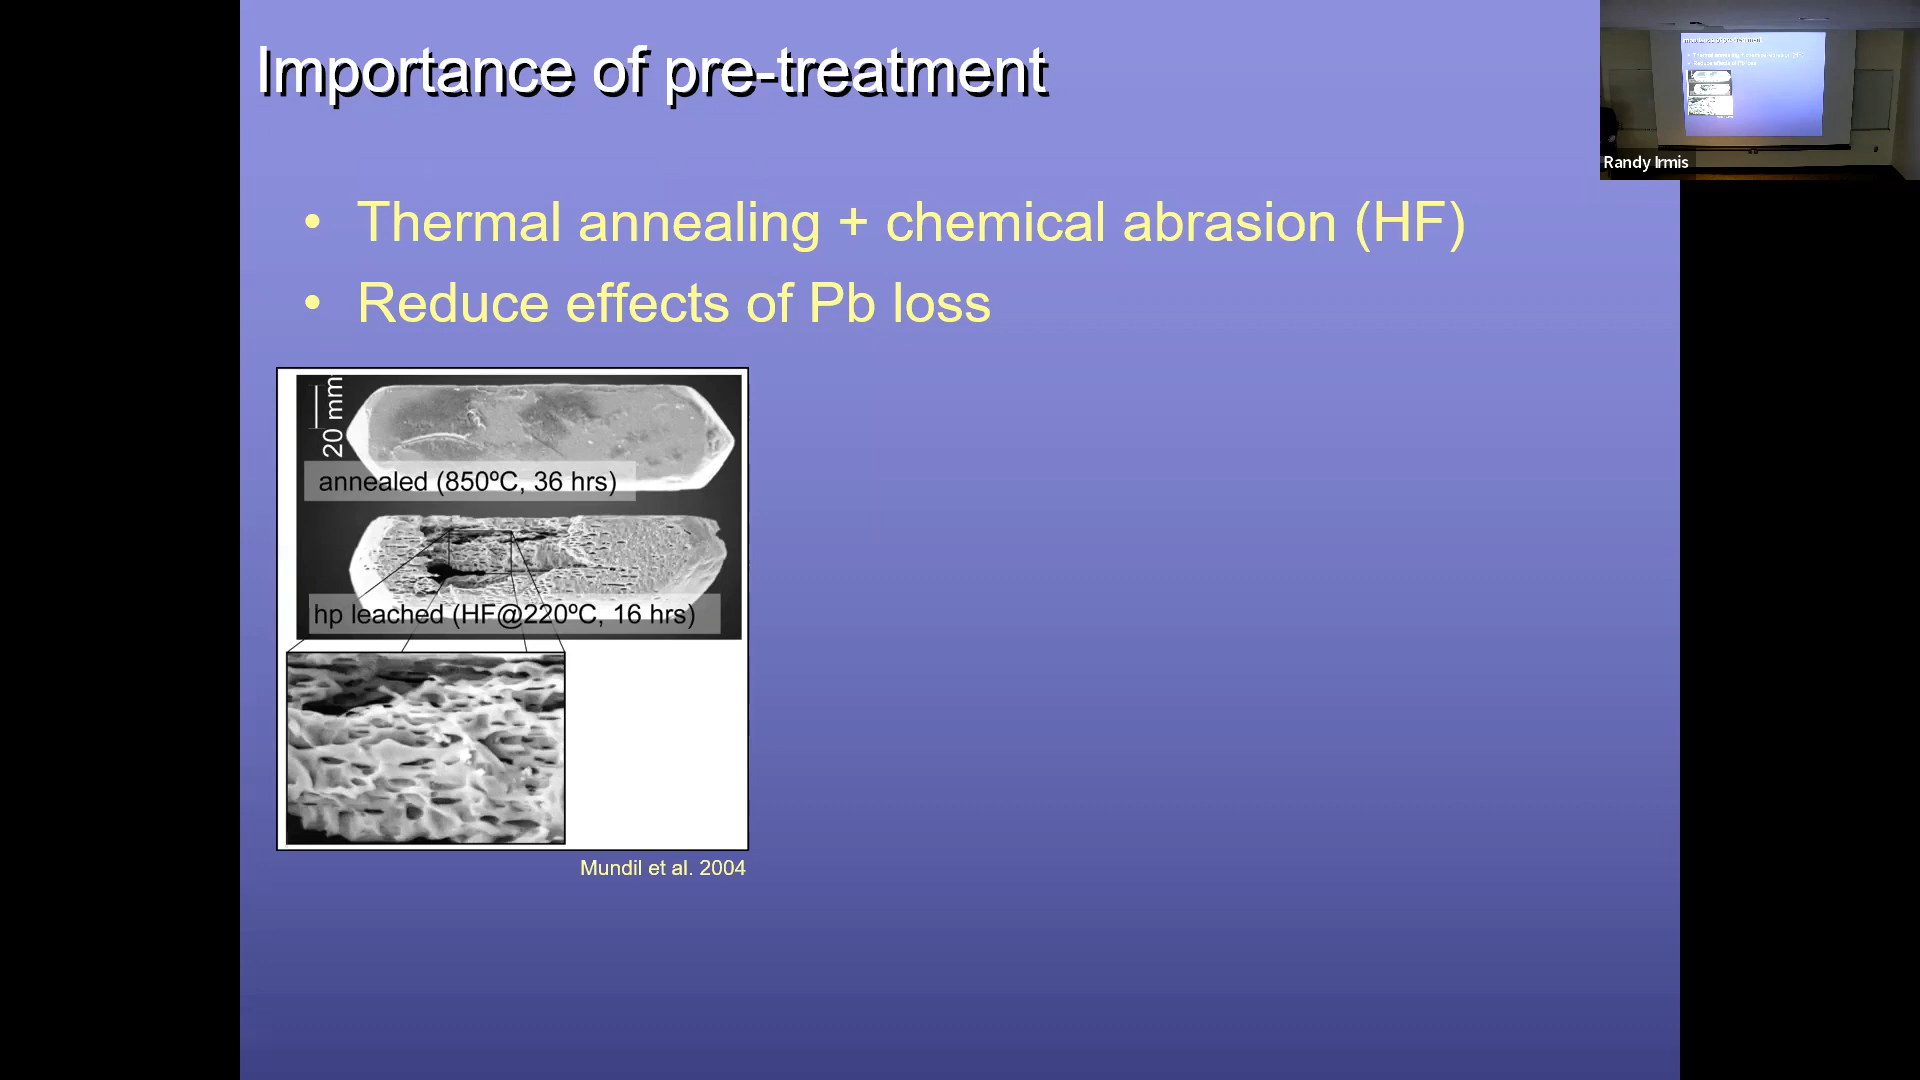 Importance of pre-treatment
• Thermal annealing + chemical abrasion (HF)
• Reduce effects of Pb loss
20 mm
annealed (850ºC, 36 hrs)
hp leached (HF@220ºC, 16 hrs)
Mundil et al. 2004
Randy Irmis